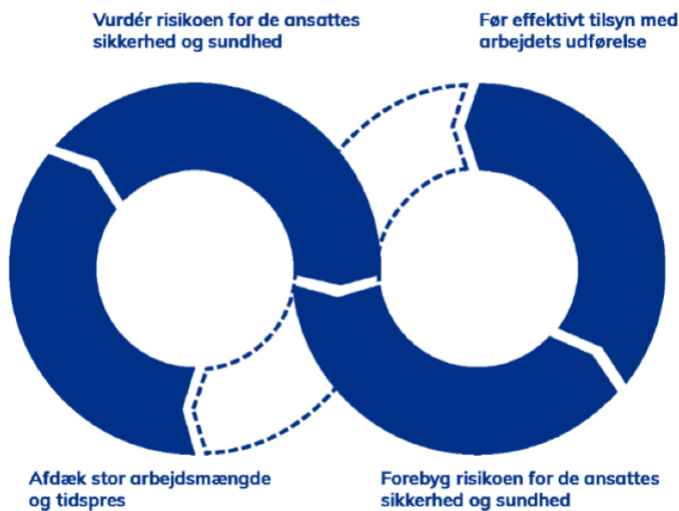 Vurdér risikoen for de ansattes
sikkerhed og sundhed
Før effektivt tilsyn med
arbejdets udførelse
Afdæk stor arbejdsmængde
og tidspres
Forebyg risikoen for de ansattes
sikkerhed og sundhed